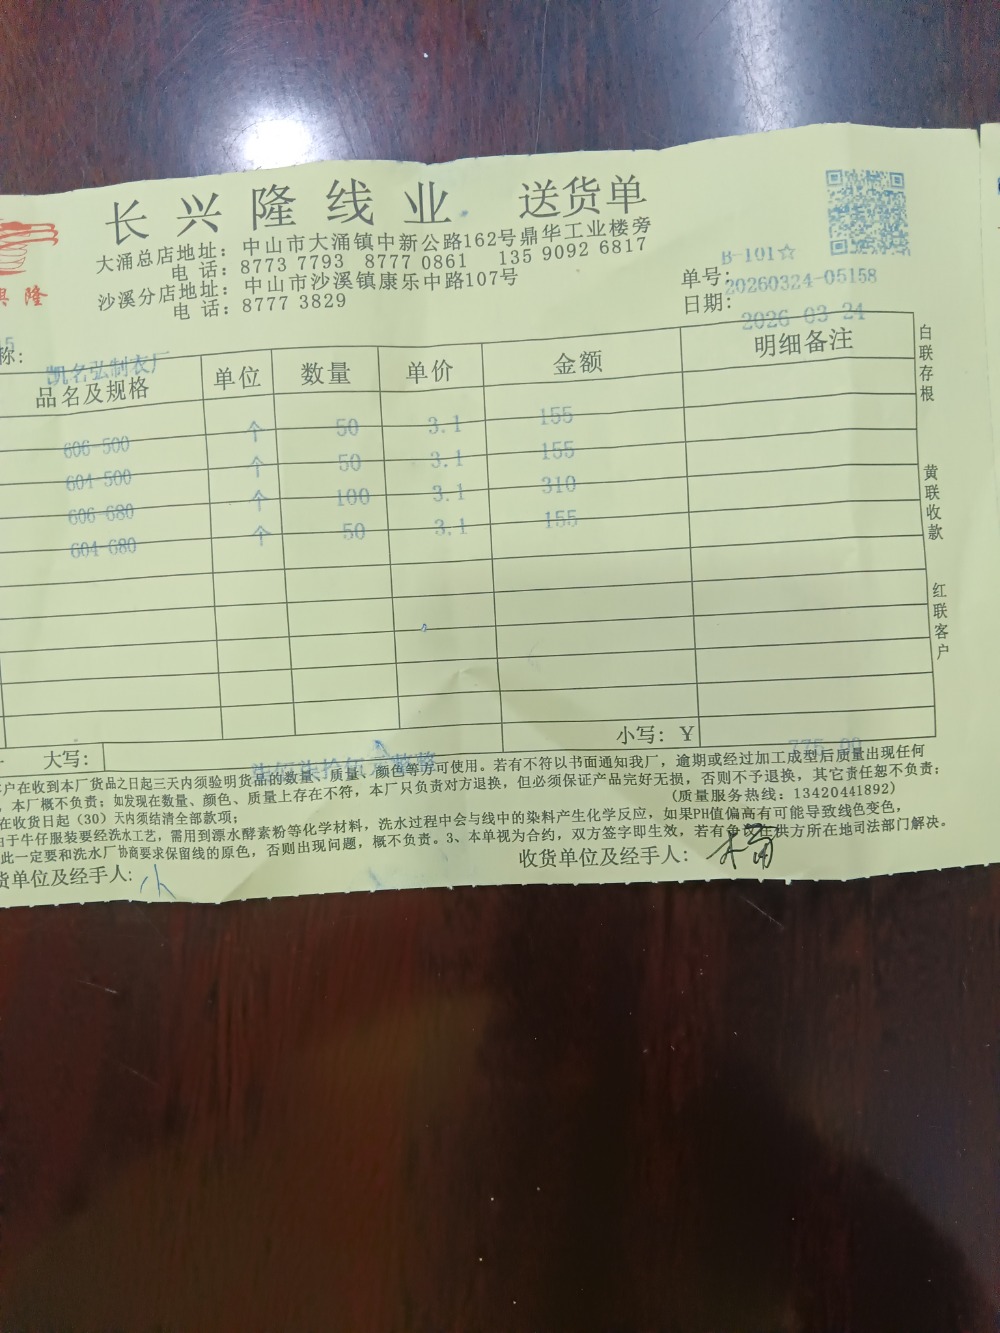 长兴隆线业 送货单
大涌总店地址：中山市大涌镇中新公路162号鼎华工业楼旁
电 话：8773 7793 8777 0861 135 9092 6817
沙溪分店地址：中山市沙溪镇康乐中路107号
电 话：8777 3829
興隆
B-101☆
单号：20260324-05158
日期：2026-03-24
称：凯名弘制衣厂
品名及规格 单位 数量 单价 金额 明细备注
606-500 个 50 3.1 155
604-500 个 50 3.1 155
606-680 个 100 3.1 310
604-680 个 50 3.1 155
白联存根
黄联收款
红联客户
大写：柒佰柒拾伍元整 小写：Y 775.00
客户在收到本厂货品之日起三天内须验明货品的数量、质量、颜色等方可使用。若有不符以书面通知我厂，逾期或经过加工成型后质量出现任何
，本厂概不负责；如发现在数量、颜色、质量上存在不符，本厂只负责对方退换，但必须保证产品完好无损，否则不予退换，其它责任恕不负责；
在收货日起（30）天内须结清全部款项； (质量服务热线：13420441892)
由于牛仔服装要经洗水工艺，需用到漂水酵素粉等化学材料，洗水过程中会与线中的染料产生化学反应，如果PH值偏高有可能导致线色变色，
此一定要和洗水厂协商要求保留线的原色，否则出现问题，概不负责。3、本单视为合约，双方签字即生效，若有争议在供方所在地司法部门解决。
货单位及经手人： 收货单位及经手人：